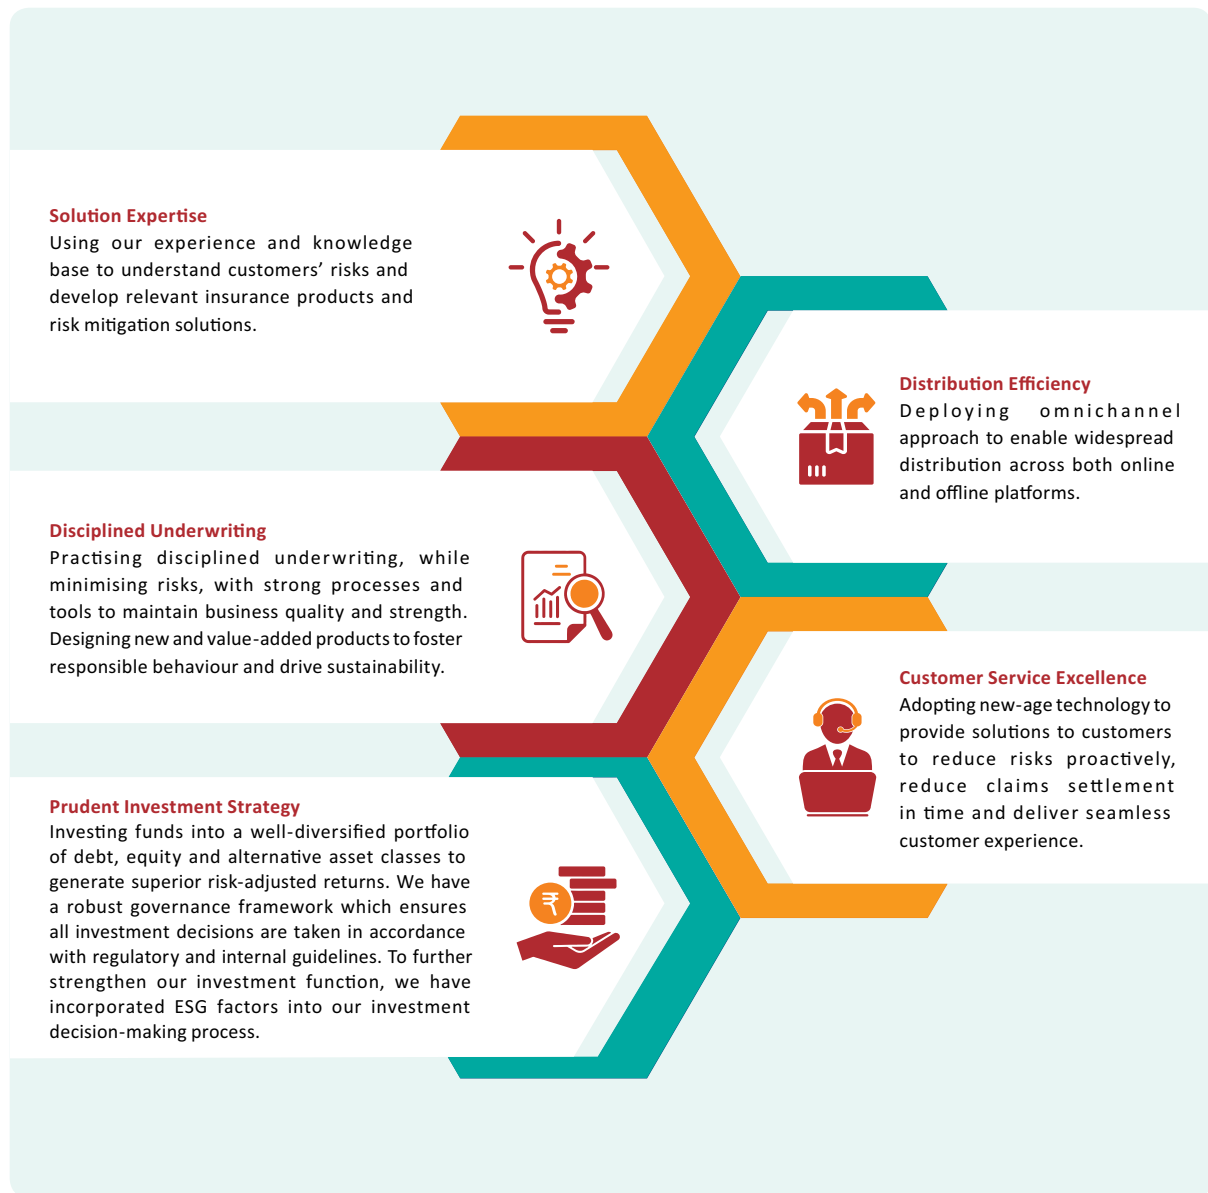 Solution Expertise
Using our experience and knowledge
base to understand customers’ risks and
develop relevant insurance products and
risk mitigation solutions.
Distribution Efficiency
Deploying omnichannel
approach to enable widespread
distribution across both online
and offline platforms.
Disciplined Underwriting
Practising disciplined underwriting, while
minimising risks, with strong processes and
tools to maintain business quality and strength.
Designing new and value-added products to foster
responsible behaviour and drive sustainability.
Customer Service Excellence
Adopting new-age technology to
provide solutions to customers
to reduce risks proactively,
reduce claims settlement
in time and deliver seamless
customer experience.
Prudent Investment Strategy
Investing funds into a well-diversified portfolio
of debt, equity and alternative asset classes to
generate superior risk-adjusted returns. We have
a robust governance framework which ensures
all investment decisions are taken in accordance
with regulatory and internal guidelines. To further
strengthen our investment function, we have
incorporated ESG factors into our investment
decision-making process.
₹